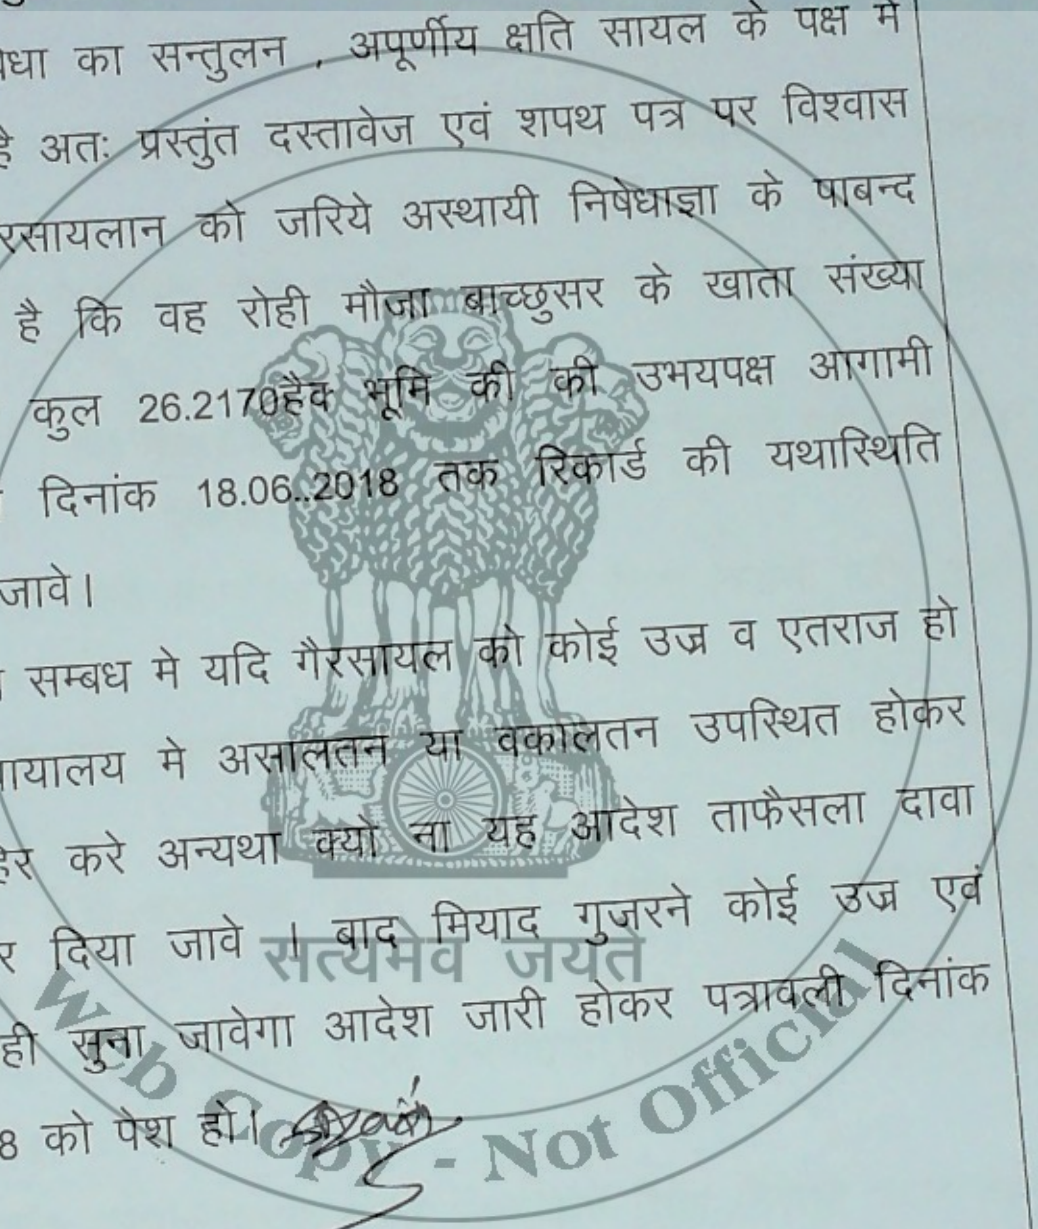 का सन्तुलन , अपूर्णीय क्षति सायल के पक्ष मे
अतः प्रस्तुंत दस्तावेज एवं शपथ पत्र पर विश्वास
को जरिये अस्थायी निषेधाज्ञा के पाबन्द
है कि वह रोही मौजा बाच्छुसर के खाता संख्या
कुल 26.2170हैक भूमि की की उभयपक्ष आगामी
दिनांक 18.06..2018 तक रिकार्ड की यथास्थिति
जावे।
सम्बध मे यदि गैरसायल को कोई उज्र व एतराज हो
मे असालतन या वकालतन उपस्थित होकर
करे अन्यथा क्यो ना यह आदेश ताफैसला दावा
दिया जावे । बाद मियाद गुजरने कोई उज्र एवं
सत्यमेव जयते
ही सुना जावेगा आदेश जारी होकर पत्रावली दिनांक
8 को पेश हो।
Web Copy - Not Official